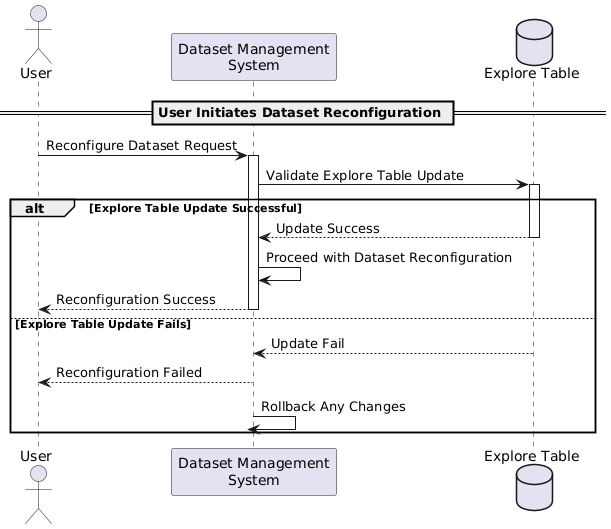 User
Dataset Management
System
Explore Table
User Initiates Dataset Reconfiguration
Reconfigure Dataset Request
Validate Explore Table Update
alt
[Explore Table Update Successful]
Update Success
Proceed with Dataset Reconfiguration
Reconfiguration Success
[Explore Table Update Fails]
Update Fail
Reconfiguration Failed
Rollback Any Changes
User
Dataset Management
System
Explore Table